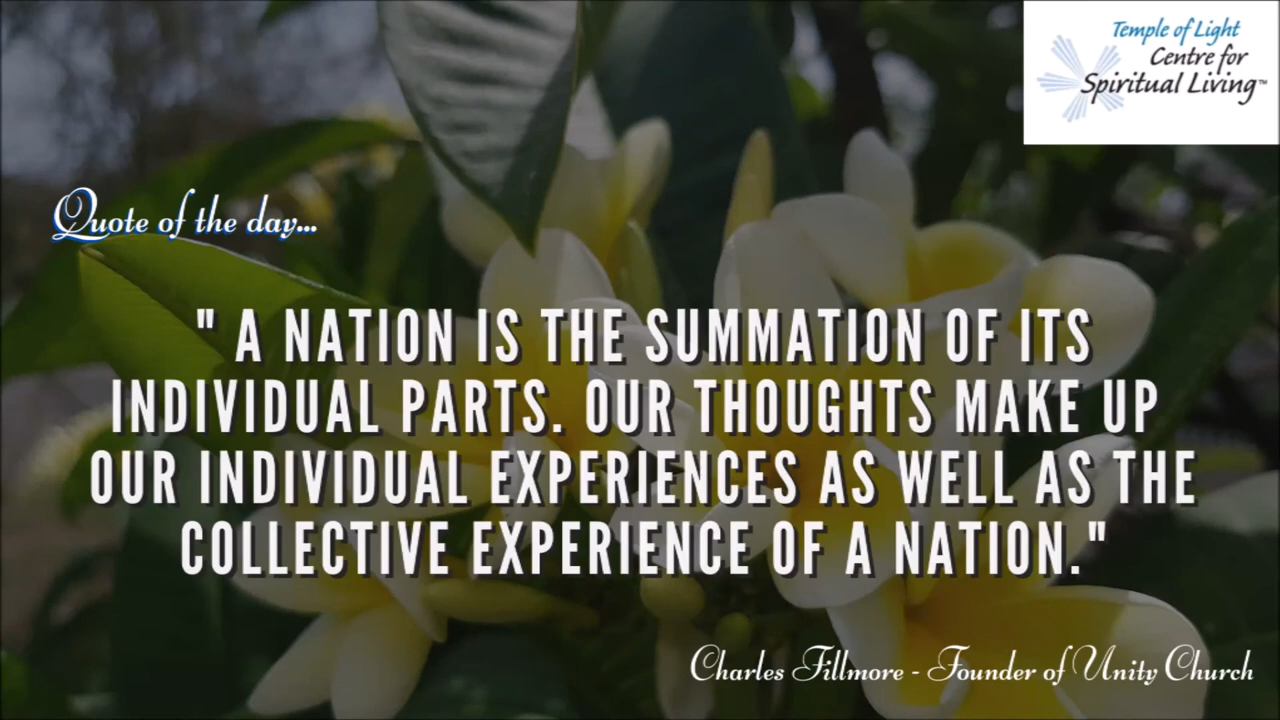 Temple of Light
Centre for
Spiritual Living™
Quote of the day...
" A NATION IS THE SUMMATION OF ITS
INDIVIDUAL PARTS. OUR THOUGHTS MAKE UP
OUR INDIVIDUAL EXPERIENCES AS WELL AS THE
COLLECTIVE EXPERIENCE OF A NATION."
Charles Fillmore - Founder of Unity Church